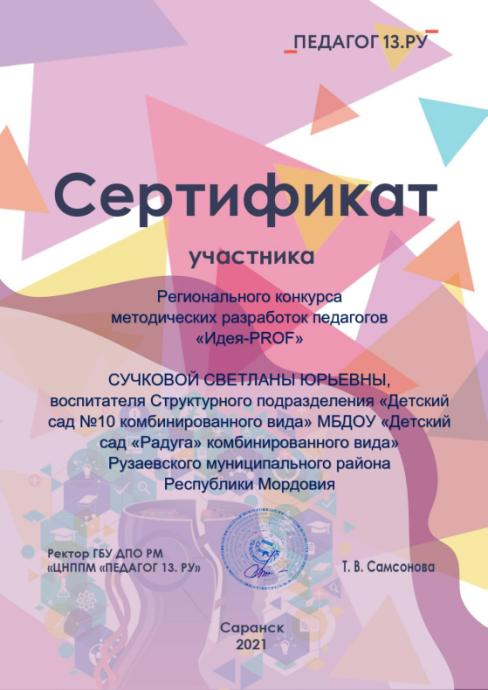 ПЕДАГОГ 13.РУ
Сертификат
участника
Регионального конкурса
методических разработок педагогов
«Идея-PROF»
СУЧКОВОЙ СВЕТЛАНЫ ЮРЬЕВНЫ,
воспитателя Структурного подразделения «Детский
сад №10 комбинированного вида» МБДОУ «Детский
сад «Радуга» комбинированного вида»
Рузаевского муниципального района
Республики Мордовия
Ректор ГБУ ДПО РМ
«ЦНППМ «ПЕДАГОГ 13. РУ»
Т. В. Самсонова
Саранск
2021